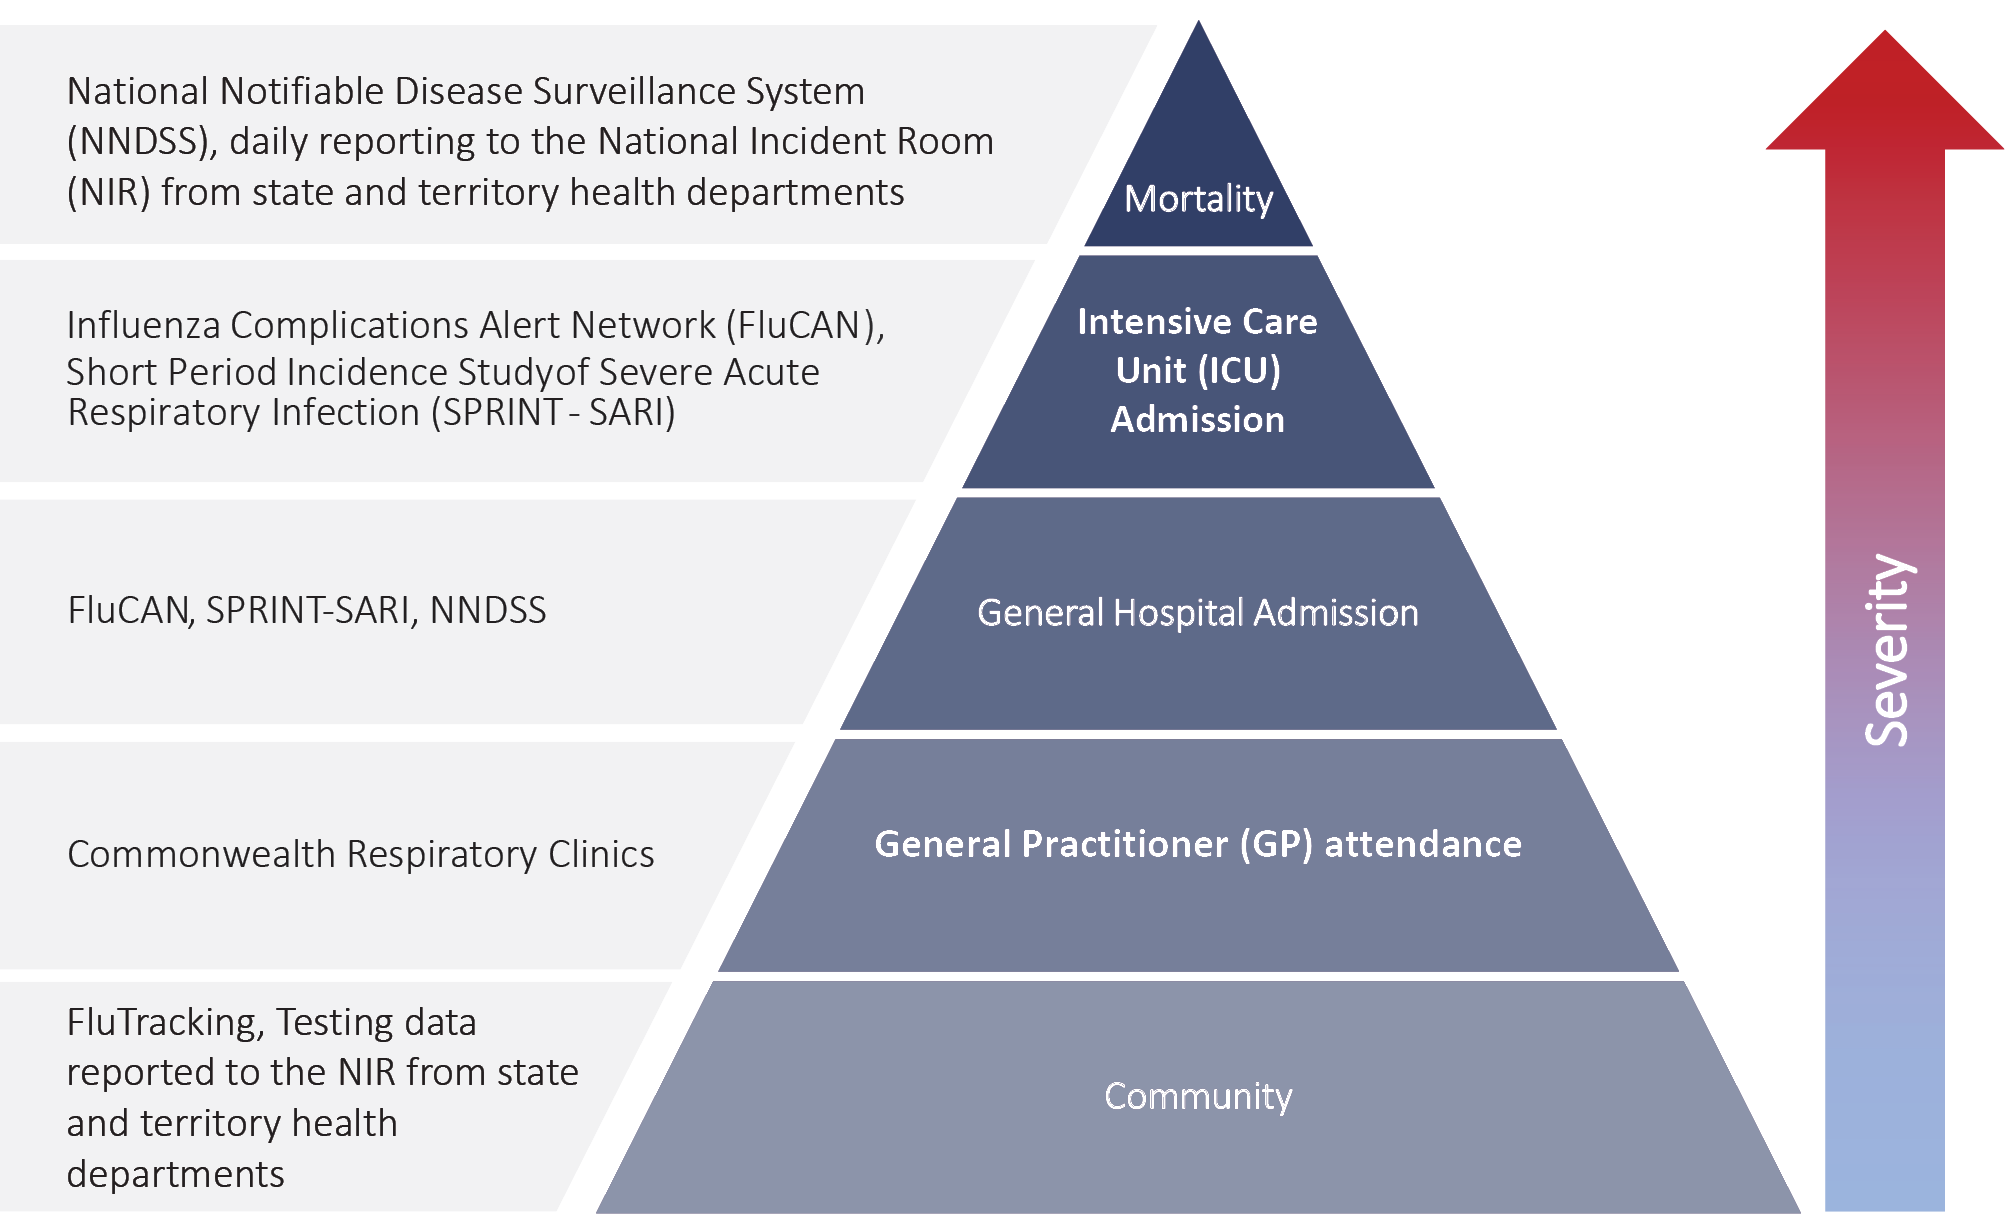 National Notifiable Disease Surveillance System
(NNDSS), daily reporting to the National Incident Room
(NIR) from state and territory health departments
Mortality
Influenza Complications Alert Network (FluCAN),
Short Period Incidence Studyof Severe Acute
Respiratory Infection (SPRINT - SARI)
Intensive Care
Unit (ICU)
Admission
FluCAN, SPRINT-SARI, NNDSS
General Hospital Admission
Commonwealth Respiratory Clinics
General Practitioner (GP) attendance
FluTracking, Testing data
reported to the NIR from state
and territory health
departments
Community
Severity